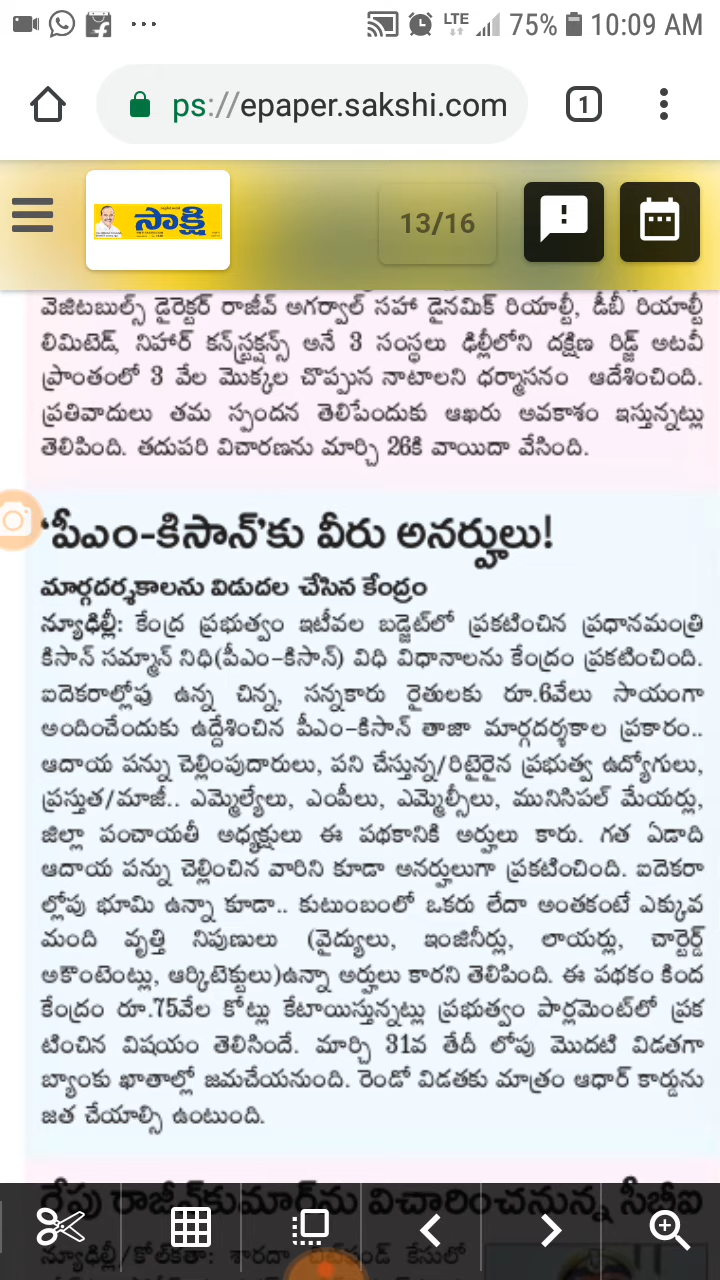 LTE 75% 10:09 AM
ps://epaper.sakshi.com 1
సాక్షి 13/16
వెజిటబుల్స్ డైరెక్టర్ రాజీవ్ అగర్వాల్ సహా డైనమిక్ రియాల్టీ, డీబీ రియాల్టీ
లిమిటెడ్, నిహార్ కన్‌స్ట్రక్షన్స్ అనే 3 సంస్థలు ఢిల్లీలోని దక్షిణ రిడ్జ్ అటవీ
ప్రాంతంలో 3 వేల మొక్కల చొప్పున నాటాలని ధర్మాసనం ఆదేశించింది.
ప్రతివాదులు తమ స్పందన తెలిపేందుకు ఆఖరు అవకాశం ఇస్తున్నట్లు
తెలిపింది. తదుపరి విచారణను మార్చి 26కి వాయిదా వేసింది.
‘పీఎం-కిసాన్’కు వీరు అనర్హులు!
మార్గదర్శకాలను విడుదల చేసిన కేంద్రం
న్యూఢిల్లీ: కేంద్ర ప్రభుత్వం ఇటీవల బడ్జెట్‌లో ప్రకటించిన ప్రధానమంత్రి
కిసాన్ సమ్మాన్ నిధి(పీఎం-కిసాన్) విధి విధానాలను కేంద్రం ప్రకటించింది.
ఐదెకరాల్లోపు ఉన్న చిన్న, సన్నకారు రైతులకు రూ.6వేలు సాయంగా
అందించేందుకు ఉద్దేశించిన పీఎం-కిసాన్ తాజా మార్గదర్శకాల ప్రకారం..
ఆదాయ పన్ను చెల్లింపుదారులు, పని చేస్తున్న/రిటైరైన ప్రభుత్వ ఉద్యోగులు,
ప్రస్తుత/మాజీ.. ఎమ్మెల్యేలు, ఎంపీలు, ఎమ్మెల్సీలు, మునిసిపల్ మేయర్లు,
జిల్లా పంచాయతీ అధ్యక్షులు ఈ పథకానికి అర్హులు కారు. గత ఏడాది
ఆదాయ పన్ను చెల్లించిన వారిని కూడా అనర్హులుగా ప్రకటించింది. ఐదెకరా
ల్లోపు భూమి ఉన్నా కూడా.. కుటుంబంలో ఒకరు లేదా అంతకంటే ఎక్కువ
మంది వృత్తి నిపుణులు (వైద్యులు, ఇంజినీర్లు, లాయర్లు, చార్టెర్డ్
అకౌంటెంట్లు, ఆర్కిటెక్టులు)ఉన్నా అర్హులు కారని తెలిపింది. ఈ పథకం కింద
కేంద్రం రూ.75వేల కోట్లు కేటాయిస్తున్నట్లు ప్రభుత్వం పార్లమెంట్‌లో ప్రక
టించిన విషయం తెలిసిందే. మార్చి 31వ తేదీ లోపు మొదటి విడతగా
బ్యాంకు ఖాతాల్లో జమచేయనుంది. రెండో విడతకు మాత్రం ఆధార్ కార్డును
జత చేయాల్సి ఉంటుంది.
రేపు రాజీవ్‌కుమార్‌ను విచారించనున్న సీబీఐ
న్యూఢిల్లీ/కోల్‌కతా: శారదా చిట్‌ఫండ్ కేసులో